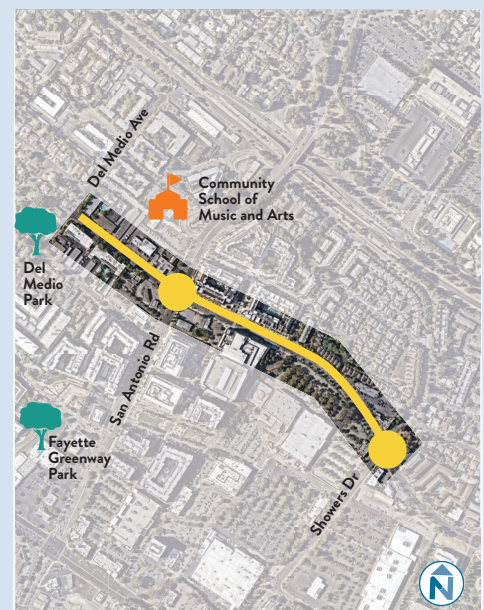 Del Medio Ave
Community
School of
Music and Arts
Del
Medio
Park
San Antonio Rd
Fayette
Greenway
Park
Showers Dr
N